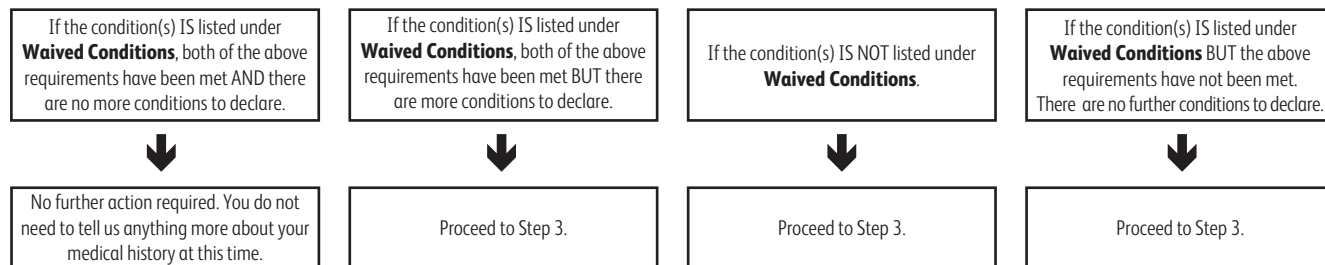 If the condition(s) IS listed under
Waived Conditions, both of the above
requirements have been met AND there
are no more conditions to declare.
No further action required. You do not
need to tell us anything more about your
medical history at this time.
If the condition(s) IS listed under
Waived Conditions, both of the above
requirements have been met BUT there
are more conditions to declare.
Proceed to Step 3.
If the condition(s) IS NOT listed under
Waived Conditions.
Proceed to Step 3.
If the condition(s) IS listed under
Waived Conditions BUT the above
requirements have not been met.
There are no further conditions to declare.
Proceed to Step 3.